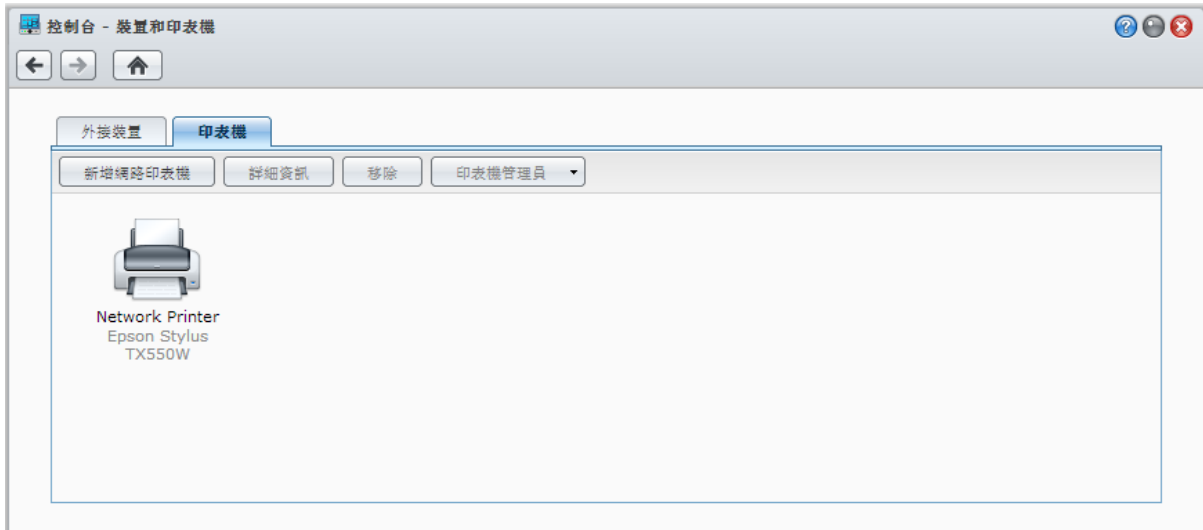 控制台 - 裝置和印表機
外接裝置 印表機
新增網路印表機 詳細資訊 移除 印表機管理員
Network Printer
Epson Stylus
TX550W